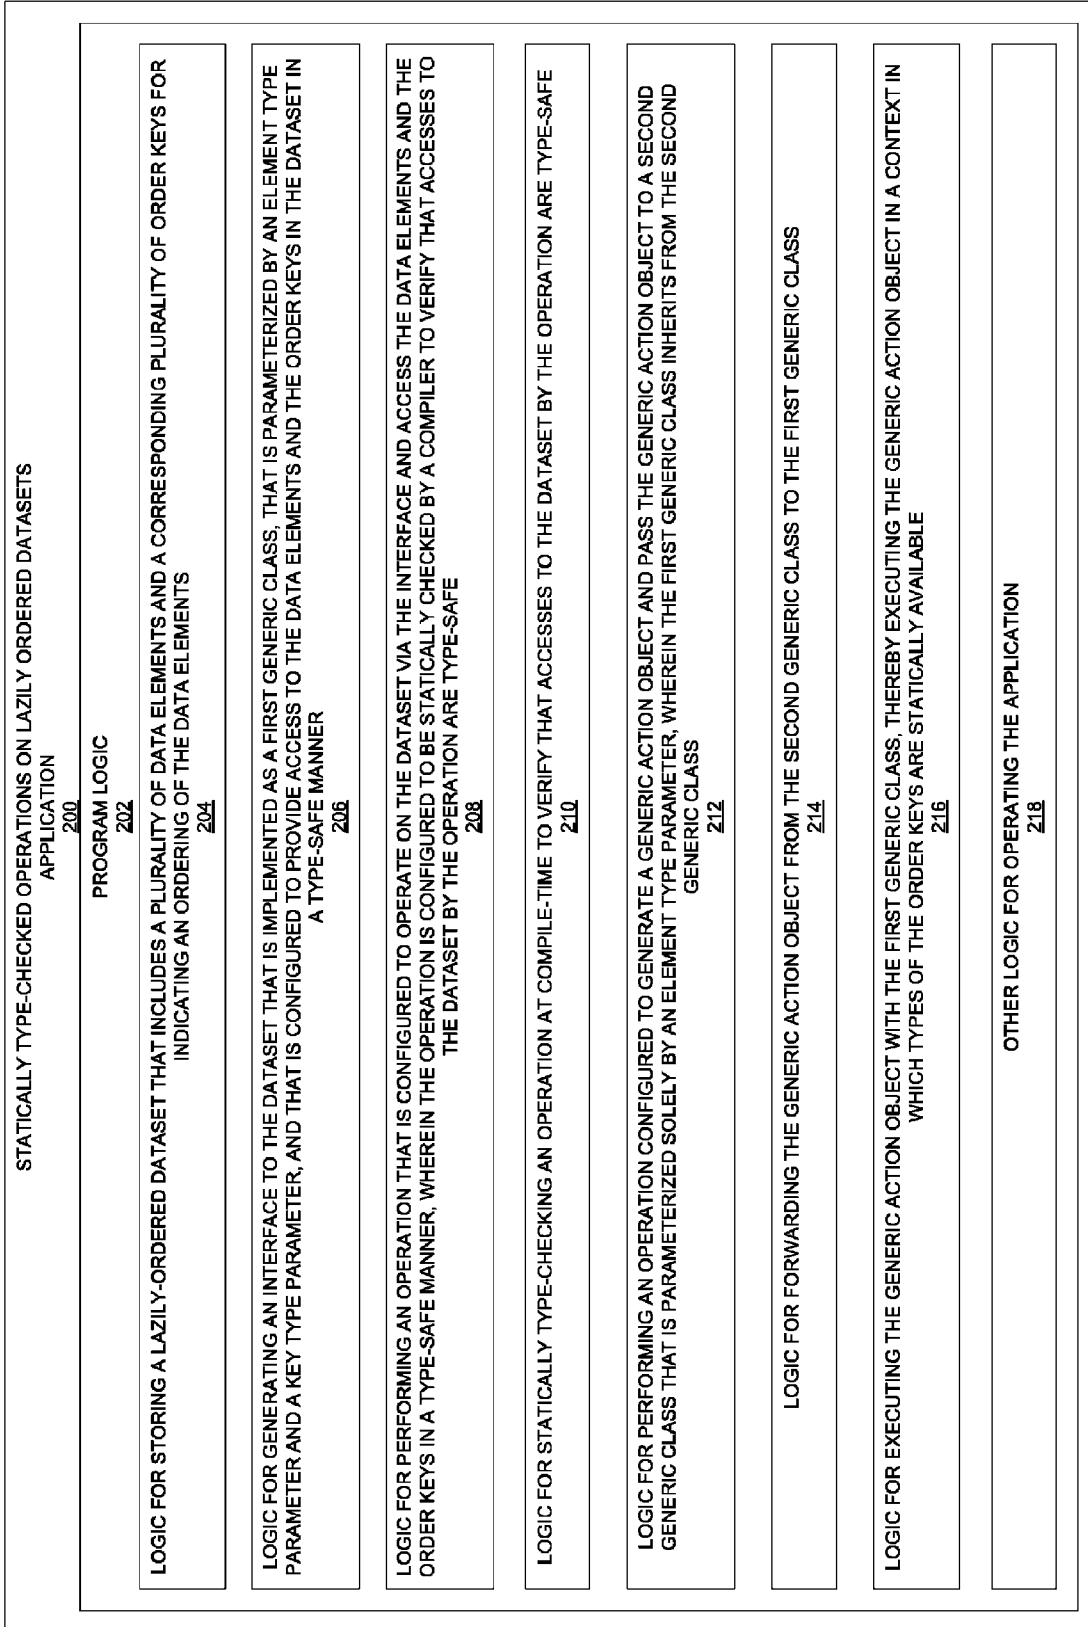 STATICALLY TYPE-CHECKED OPERATIONS ON LAZILY ORDERED DATASETS
APPLICATION
200
PROGRAM LOGIC
202
LOGIC FOR STORING A LAZILY-ORDERED DATASET THAT INCLUDES A PLURALITY OF DATA ELEMENTS AND A CORRESPONDING PLURALITY OF ORDER KEYS FOR
INDICATING AN ORDERING OF THE DATA ELEMENTS
204
LOGIC FOR GENERATING AN INTERFACE TO THE DATASET THAT IS IMPLEMENTED AS A FIRST GENERIC CLASS, THAT IS PARAMETERIZED BY AN ELEMENT TYPE
PARAMETER AND A KEY TYPE PARAMETER, AND THAT IS CONFIGURED TO PROVIDE ACCESS TO THE DATA ELEMENTS AND THE ORDER KEYS IN THE DATASET IN
A TYPE-SAFE MANNER
206
LOGIC FOR PERFORMING AN OPERATION THAT IS CONFIGURED TO OPERATE ON THE DATASET VIA THE INTERFACE AND ACCESS THE DATA ELEMENTS AND THE
ORDER KEYS IN A TYPE-SAFE MANNER, WHEREIN THE OPERATION IS CONFIGURED TO BE STATICALLY CHECKED BY A COMPILER TO VERIFY THAT ACCESSES TO
THE DATASET BY THE OPERATION ARE TYPE-SAFE
208
LOGIC FOR STATICALLY TYPE-CHECKING AN OPERATION AT COMPILE-TIME TO VERIFY THAT ACCESSES TO THE DATASET BY THE OPERATION ARE TYPE-SAFE
210
LOGIC FOR PERFORMING AN OPERATION CONFIGURED TO GENERATE A GENERIC ACTION OBJECT AND PASS THE GENERIC ACTION OBJECT TO A SECOND
GENERIC CLASS THAT IS PARAMETERIZED SOLELY BY AN ELEMENT TYPE PARAMETER, WHEREIN THE FIRST GENERIC CLASS INHERITS FROM THE SECOND
GENERIC CLASS
212
LOGIC FOR FORWARDING THE GENERIC ACTION OBJECT FROM THE SECOND GENERIC CLASS TO THE FIRST GENERIC CLASS
214
LOGIC FOR EXECUTING THE GENERIC ACTION OBJECT WITH THE FIRST GENERIC CLASS, THEREBY EXECUTING THE GENERIC ACTION OBJECT IN A CONTEXT IN
WHICH TYPES OF THE ORDER KEYS ARE STATICALLY AVAILABLE
216
OTHER LOGIC FOR OPERATING THE APPLICATION
218